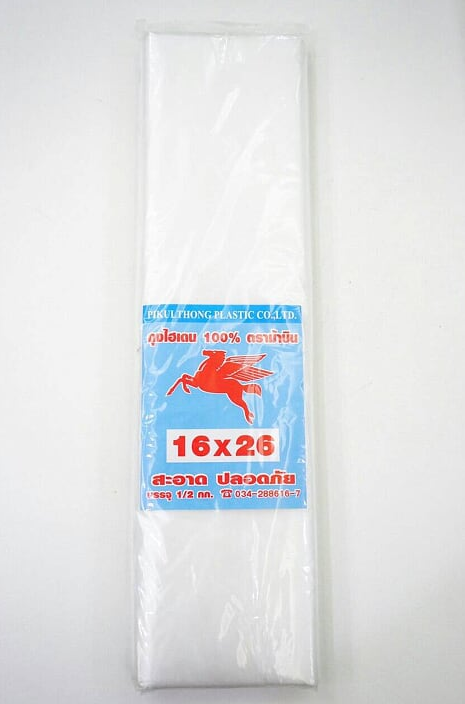 PIKULTHONG PLASTIC CO.,LTD.
ถุงไฮเดน 100% ตราม้าบิน
16x26
สะอาด ปลอดภัย
บรรจุ 1/2 กก. ☎034-288616-7